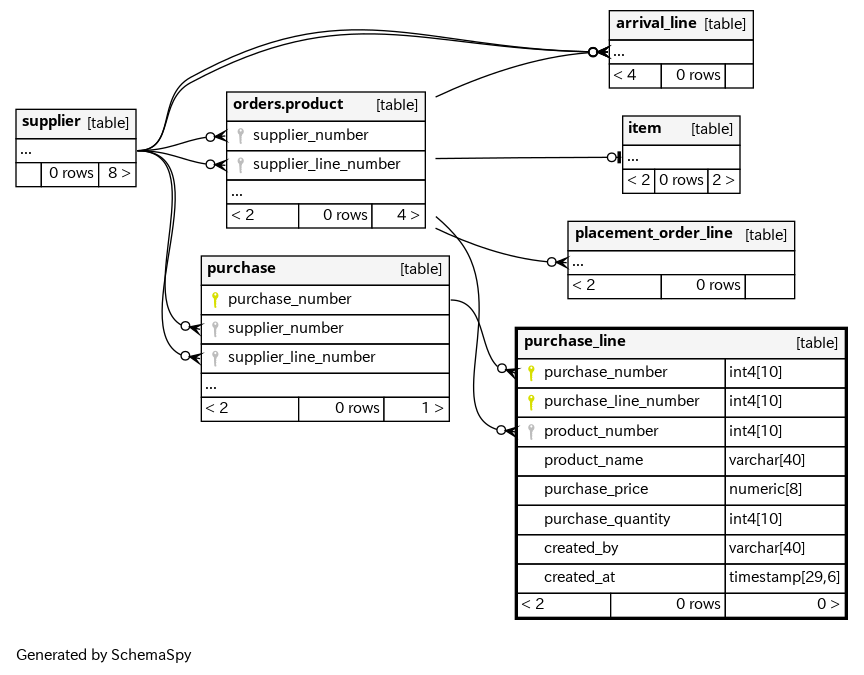 arrival_line [table]
...
< 4 0 rows
supplier [table]
...
0 rows 8 >
orders.product [table]
supplier_number
supplier_line_number
...
< 2 0 rows 4 >
item [table]
...
< 2 0 rows 2 >
placement_order_line [table]
...
< 2 0 rows
purchase [table]
purchase_number
supplier_number
supplier_line_number
...
< 2 0 rows 1 >
purchase_line [table]
purchase_number int4[10]
purchase_line_number int4[10]
product_number int4[10]
product_name varchar[40]
purchase_price numeric[8]
purchase_quantity int4[10]
created_by varchar[40]
created_at timestamp[29,6]
< 2 0 rows 0 >
Generated by SchemaSpy